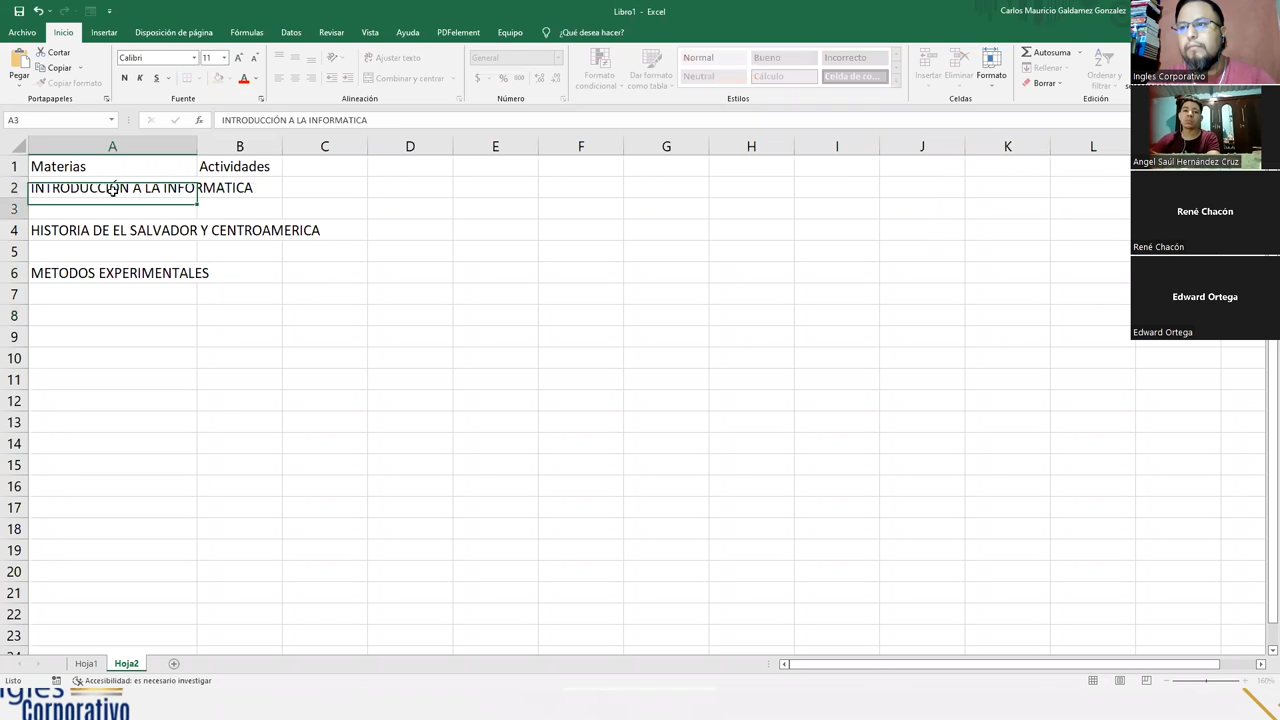 Libro1 - Excel
Carlos Mauricio Galdamez Gonzalez
Archivo Inicio Insertar Disposición de página Fórmulas Datos Revisar Vista Ayuda PDFelement Equipo ¿Qué desea hacer?
Pegar
Cortar
Copiar
Copiar formato
Portapapeles
Calibri 11
N K S
Fuente
Ajustar texto
Combinar y centrar
Alineación
General
Número
Formato condicional
Dar formato como tabla
Normal Bueno Incorrecto
Neutral Cálculo Celda de co...
Estilos
Insertar Eliminar Formato
Celdas
Autosuma
Rellenar
Borrar
Ordenar y
Edición
A3 fx INTRODUCCIÓN A LA INFORMATICA
A B C D E F G H I J K L
1 Materias Actividades
2 INTRODUCCIÓN A LA INFORMATICA
3
4 HISTORIA DE EL SALVADOR Y CENTROAMERICA
5
6 METODOS EXPERIMENTALES
7
8
9
10
11
12
13
14
15
16
17
18
19
20
21
22
23
Ingles Corporativo
Angel Saúl Hernández Cruz
René Chacón
René Chacón
Edward Ortega
Edward Ortega
Hoja1 Hoja2
Listo Accesibilidad: es necesario investigar 160%
Ingles
Corporativo